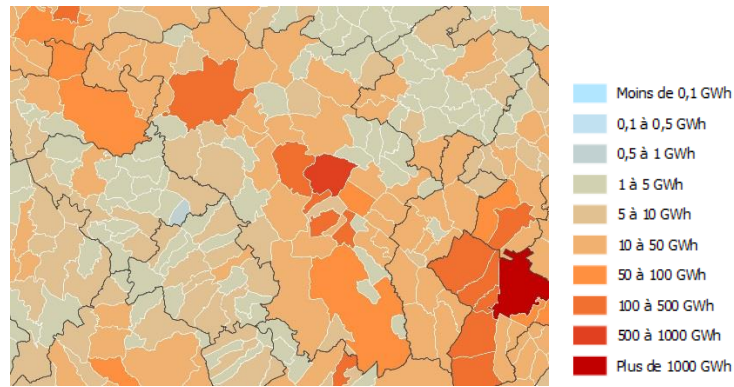 Moins de 0,1 GWh
0,1 à 0,5 GWh
0,5 à 1 GWh
1 à 5 GWh
5 à 10 GWh
10 à 50 GWh
50 à 100 GWh
100 à 500 GWh
500 à 1000 GWh
Plus de 1000 GWh